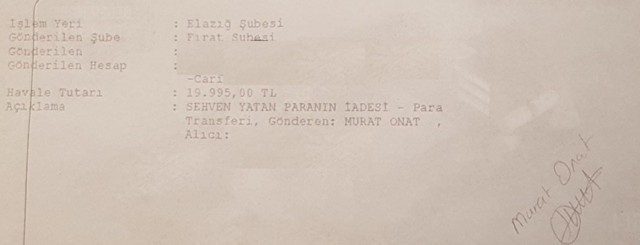 İşlem Yeri : Elazığ Şubesi
Gönderilen Şube : Fırat Şubesi
Gönderilen :
Gönderilen Hesap :
-Cari
Havale Tutarı : 19.995,00 TL
Açıklama : SEHVEN YATAN PARANIN İADESİ - Para
Transferi, Gönderen: MURAT ONAT ,
Alıcı:
Murat Onat